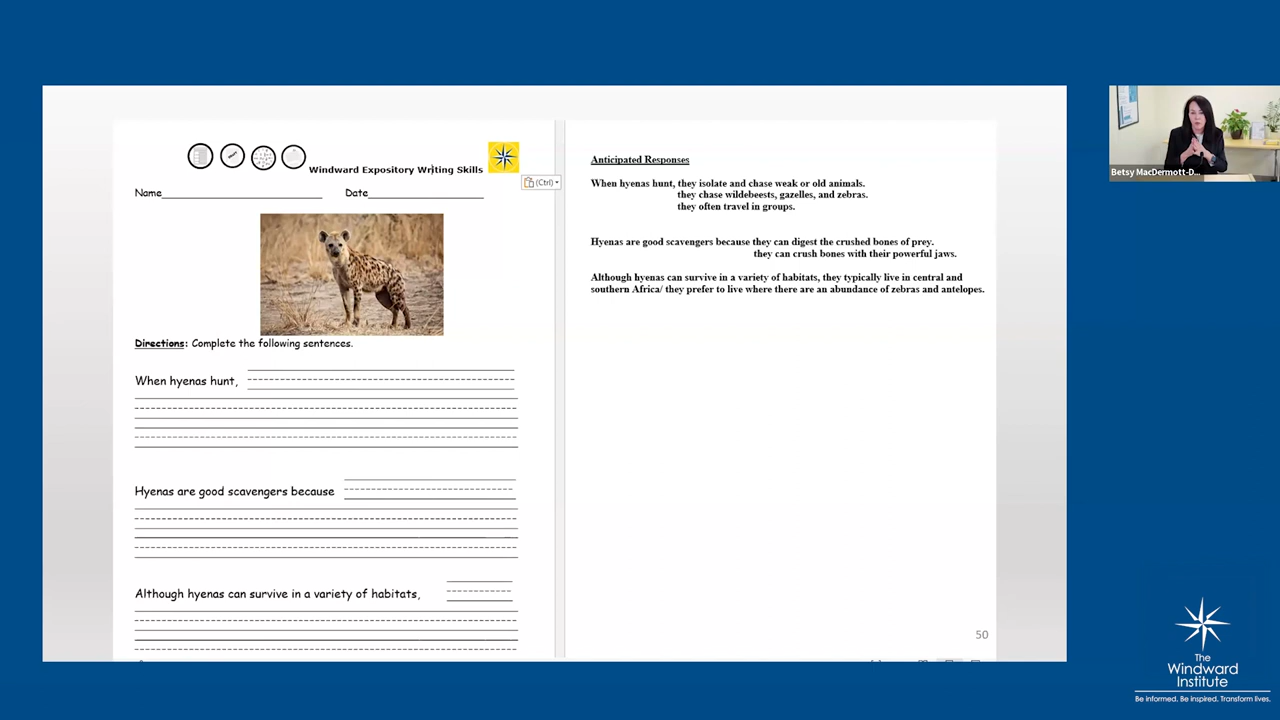 Windward Expository Writing Skills
(Ctrl)
Name Date
Directions: Complete the following sentences.
When hyenas hunt,
Hyenas are good scavengers because
Although hyenas can survive in a variety of habitats,
Anticipated Responses
When hyenas hunt, they isolate and chase weak or old animals.
they chase wildebeests, gazelles, and zebras.
they often travel in groups.
Hyenas are good scavengers because they can digest the crushed bones of prey.
they can crush bones with their powerful jaws.
Although hyenas can survive in a variety of habitats, they typically live in central and
southern Africa/ they prefer to live where there are an abundance of zebras and antelopes.
50
Betsy MacDermott-D...
The
Windward
Institute
Be informed. Be inspired. Transform lives.